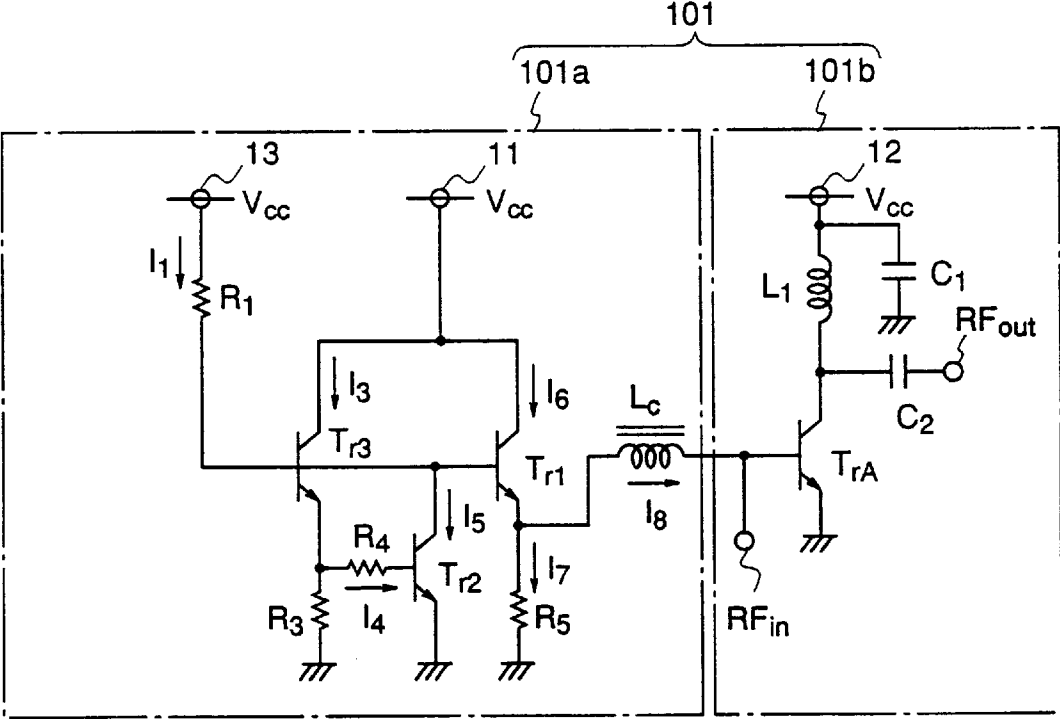 101
101a
101b
13
11
12
Vcc
Vcc
Vcc
I1
R1
L1
C1
RFout
I3
I6
Lc
C2
Tr3
Tr1
TrA
I8
I5
R4
I7
Tr2
R3
I4
R5
RFin